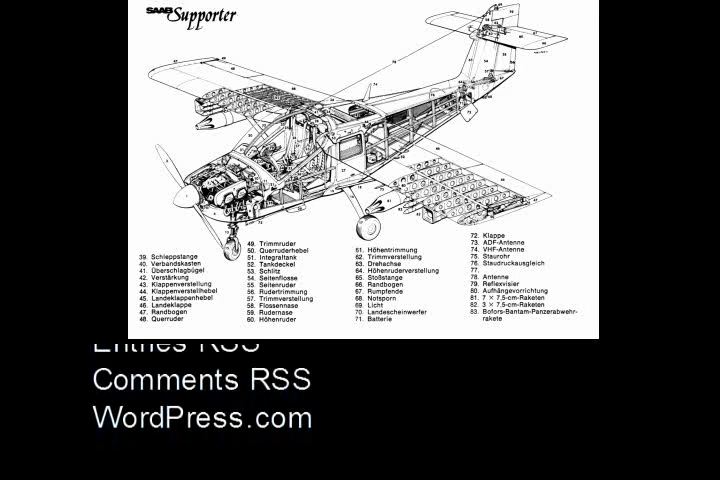 SAAB Supporter
39. Schleppstange
40. Verbandskasten
41. Überschlagbügel
42. Verstärkung
43. Klappenverstellung
44. Klappenverstellhebel
45. Landeklappenhebel
46. Landeklappe
47. Randbogen
48. Querruder
49. Trimmruder
50. Querruderhebel
51. Integraltank
52. Tankdeckel
53. Schlitz
54. Seitenflosse
55. Seitenruder
56. Rudertrimmung
57. Trimmverstellung
58. Flossennase
59. Rudernase
60. Höhenruder
61. Höhentrimmung
62. Trimmverstellung
63. Drehachse
64. Höhenruderverstellung
65. Stoßstange
66. Randbogen
67. Rumpfende
68. Notsporn
69. Licht
70. Landescheinwerfer
71. Batterie
72. Klappe
73. ADF-Antenne
74. VHF-Antenne
75. Staurohr
76. Staudruckausgleich
77.
78. Antenne
79. Reflexvisier
80. Aufhängevorrichtung
81. 7 × 7,5-cm-Raketen
82. 3 × 7,5-cm-Raketen
83. Bofors-Bantam-Panzerabwehr-
rakete
Entries RSS
Comments RSS
WordPress.com